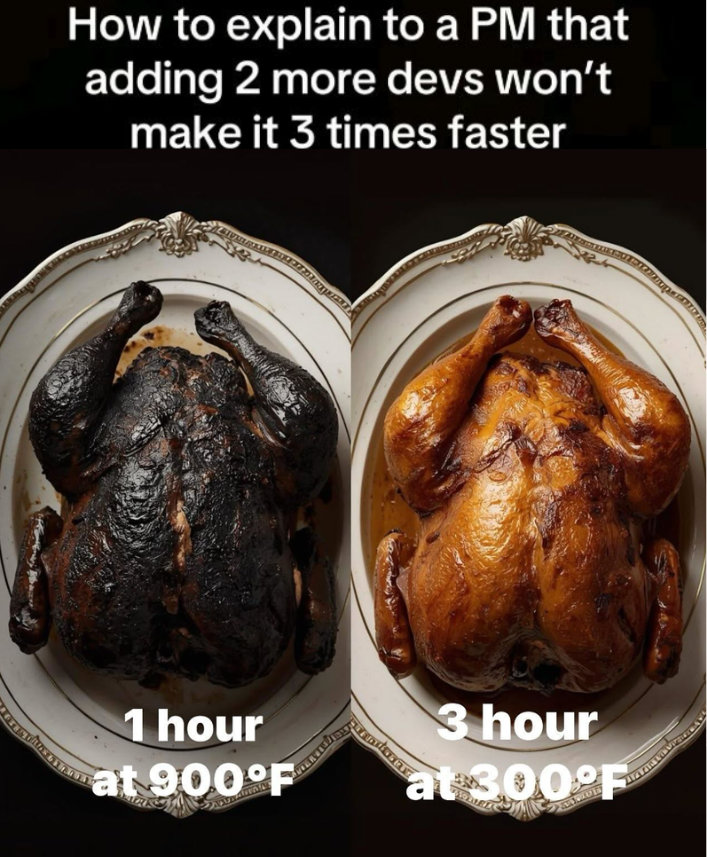 How to explain to a PM that
adding 2 more devs won't
make it 3 times faster
1 hour
at 900°F
3 hour
at 300°F